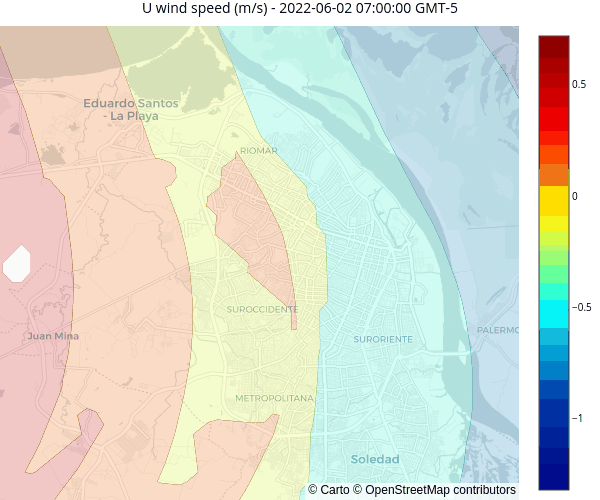 U wind speed (m/s) - 2022-06-02 07:00:00 GMT-5
0.5
Eduardo Santos
- La Playa
RIOMAR
0
SUROCCIDENTE
−0.5
Juan Mina
SURORIENTE
PALERMO
METROPOLITANA
−1
Soledad
© Carto © OpenStreetMap contributors